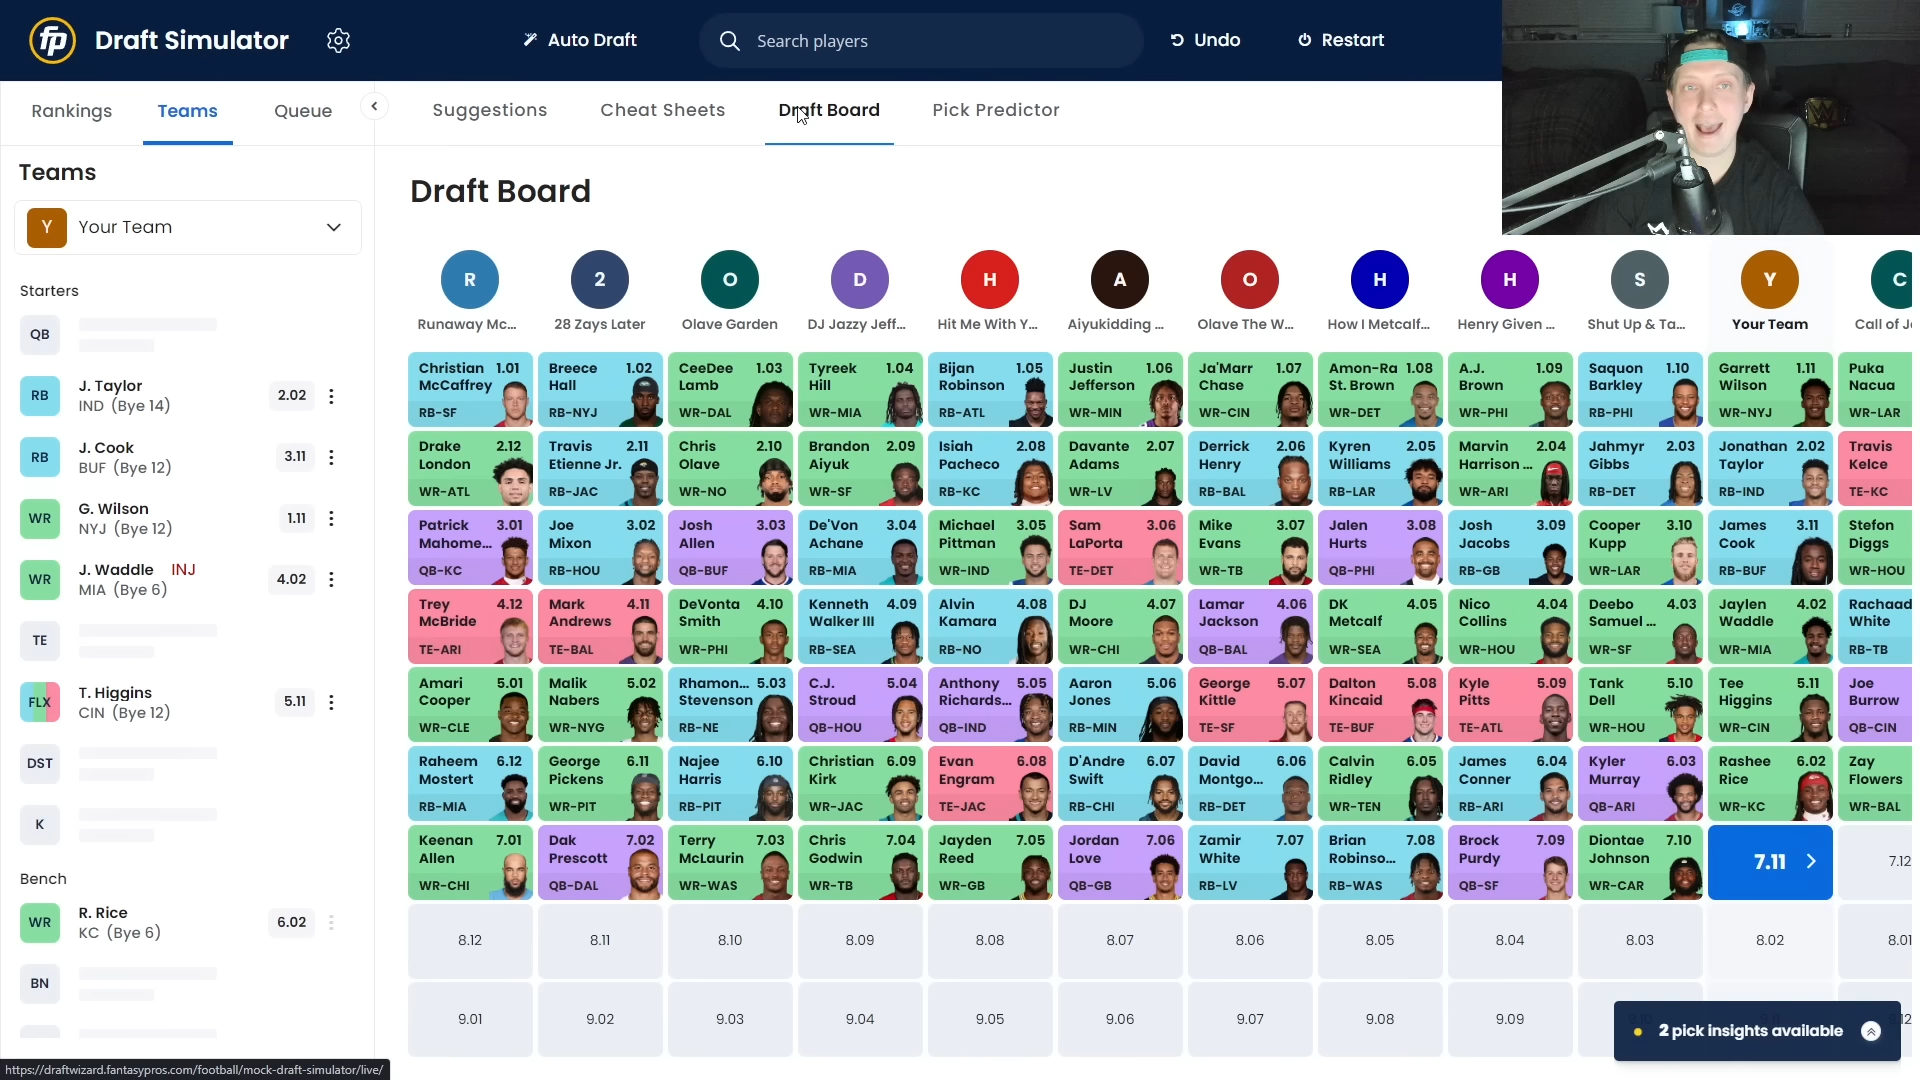 fp Draft Simulator
Auto Draft
Search players
Undo
Restart
Rankings Teams Queue
Suggestions Cheat Sheets Draft Board Pick Predictor
Teams
Y Your Team
Starters
QB
RB J. Taylor IND (Bye 14) 2.02
RB J. Cook BUF (Bye 12) 3.11
WR G. Wilson NYJ (Bye 12) 1.11
WR J. Waddle INJ MIA (Bye 6) 4.02
TE
FLX T. Higgins CIN (Bye 12) 5.11
DST
K
Bench
WR R. Rice KC (Bye 6) 6.02
BN
Draft Board
R 2 O D H A O H H S Y C
Runaway Mc... 28 Zays Later Olave Garden DJ Jazzy Jeff... Hit Me With Y... Aiyukidding ... Olave The W... How I Metcalf... Henry Given ... Shut Up & Ta... Your Team Call of J
Christian McCaffrey 1.01 RB-SF
Breece Hall 1.02 RB-NYJ
CeeDee Lamb 1.03 WR-DAL
Tyreek Hill 1.04 WR-MIA
Bijan Robinson 1.05 RB-ATL
Justin Jefferson 1.06 WR-MIN
Ja'Marr Chase 1.07 WR-CIN
Amon-Ra St. Brown 1.08 WR-DET
A.J. Brown 1.09 WR-PHI
Saquon Barkley 1.10 RB-PHI
Garrett Wilson 1.11 WR-NYJ
Puka Nacua WR-LAR
Drake London 2.12 WR-ATL
Travis Etienne Jr. 2.11 RB-JAC
Chris Olave 2.10 WR-NO
Brandon Aiyuk 2.09 WR-SF
Isiah Pacheco 2.08 RB-KC
Davante Adams 2.07 WR-LV
Derrick Henry 2.06 RB-BAL
Kyren Williams 2.05 RB-LAR
Marvin Harrison ... 2.04 WR-ARI
Jahmyr Gibbs 2.03 RB-DET
Jonathan Taylor 2.02 RB-IND
Travis Kelce TE-KC
Patrick Mahome... 3.01 QB-KC
Joe Mixon 3.02 RB-HOU
Josh Allen 3.03 QB-BUF
De'Von Achane 3.04 RB-MIA
Michael Pittman 3.05 WR-IND
Sam LaPorta 3.06 TE-DET
Mike Evans 3.07 WR-TB
Jalen Hurts 3.08 QB-PHI
Josh Jacobs 3.09 RB-GB
Cooper Kupp 3.10 WR-LAR
James Cook 3.11 RB-BUF
Stefon Diggs WR-HOU
Trey McBride 4.12 TE-ARI
Mark Andrews 4.11 TE-BAL
DeVonta Smith 4.10 WR-PHI
Kenneth Walker III 4.09 RB-SEA
Alvin Kamara 4.08 RB-NO
DJ Moore 4.07 WR-CHI
Lamar Jackson 4.06 QB-BAL
DK Metcalf 4.05 WR-SEA
Nico Collins 4.04 WR-HOU
Deebo Samuel ... 4.03 WR-SF
Jaylen Waddle 4.02 WR-MIA
Rachaad White RB-TB
Amari Cooper 5.01 WR-CLE
Malik Nabers 5.02 WR-NYG
Rhamon... Stevenson 5.03 RB-NE
C.J. Stroud 5.04 QB-HOU
Anthony Richards... 5.05 QB-IND
Aaron Jones 5.06 RB-MIN
George Kittle 5.07 TE-SF
Dalton Kincaid 5.08 TE-BUF
Kyle Pitts 5.09 TE-ATL
Tank Dell 5.10 WR-HOU
Tee Higgins 5.11 WR-CIN
Joe Burrow QB-CIN
Raheem Mostert 6.12 RB-MIA
George Pickens 6.11 WR-PIT
Najee Harris 6.10 RB-PIT
Christian Kirk 6.09 WR-JAC
Evan Engram 6.08 TE-JAC
D'Andre Swift 6.07 RB-CHI
David Montgo... 6.06 RB-DET
Calvin Ridley 6.05 WR-TEN
James Conner 6.04 RB-ARI
Kyler Murray 6.03 QB-ARI
Rashee Rice 6.02 WR-KC
Zay Flowers WR-BAL
Keenan Allen 7.01 WR-CHI
Dak Prescott 7.02 QB-DAL
Terry McLaurin 7.03 WR-WAS
Chris Godwin 7.04 WR-TB
Jayden Reed 7.05 WR-GB
Jordan Love 7.06 QB-GB
Zamir White 7.07 RB-LV
Brian Robinso... 7.08 RB-WAS
Brock Purdy 7.09 QB-SF
Diontae Johnson 7.10 WR-CAR
7.11
7.12
8.12 8.11 8.10 8.09 8.08 8.07 8.06 8.05 8.04 8.03 8.02 8.01
9.01 9.02 9.03 9.04 9.05 9.06 9.07 9.08 9.09
2 pick insights available
https://draftwizard.fantasypros.com/football/mock-draft-simulator/live/